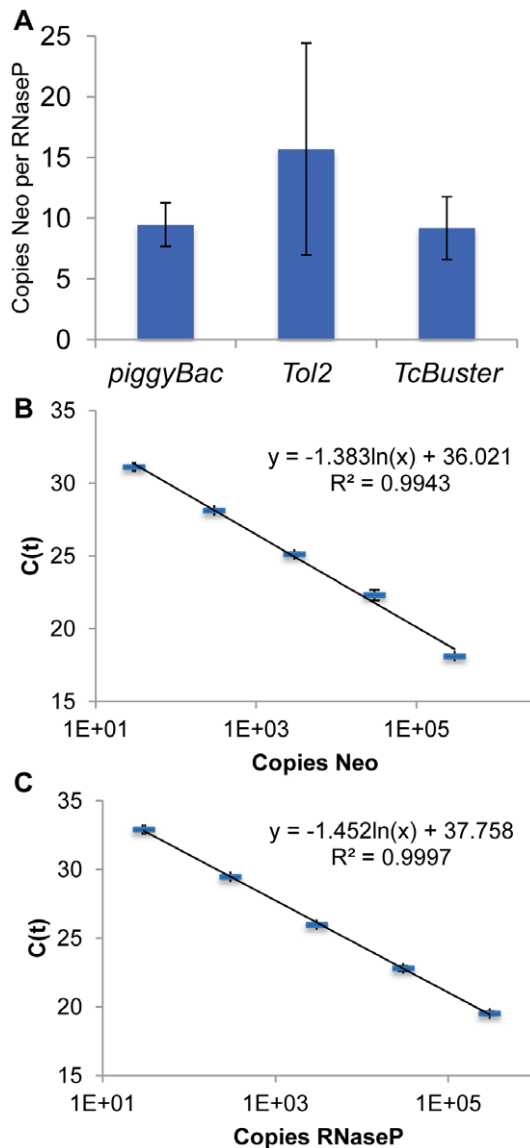 A
Copies Neo per RNaseP
25
20
15
10
5
0
piggyBac Tol2 TcBuster
B
y = -1.383ln(x) + 36.021
R² = 0.9943
C(t)
35
30
25
20
15
1E+01 1E+03 1E+05
Copies Neo
C
y = -1.452ln(x) + 37.758
R² = 0.9997
C(t)
35
30
25
20
15
1E+01 1E+03 1E+05
Copies RNaseP